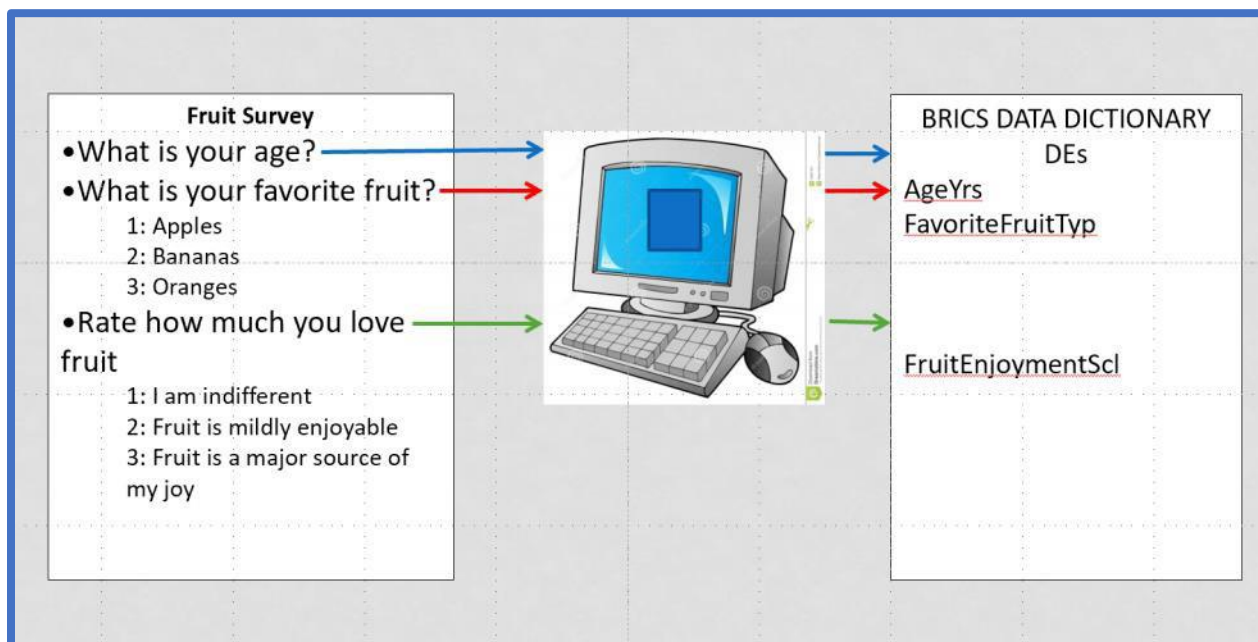 Fruit Survey
•What is your age?
•What is your favorite fruit?
1: Apples
2: Bananas
3: Oranges
•Rate how much you love
fruit
1: I am indifferent
2: Fruit is mildly enjoyable
3: Fruit is a major source of
my joy
BRICS DATA DICTIONARY
DEs
AgeYrs
FavoriteFruitTyp
FruitEnjoymentScl